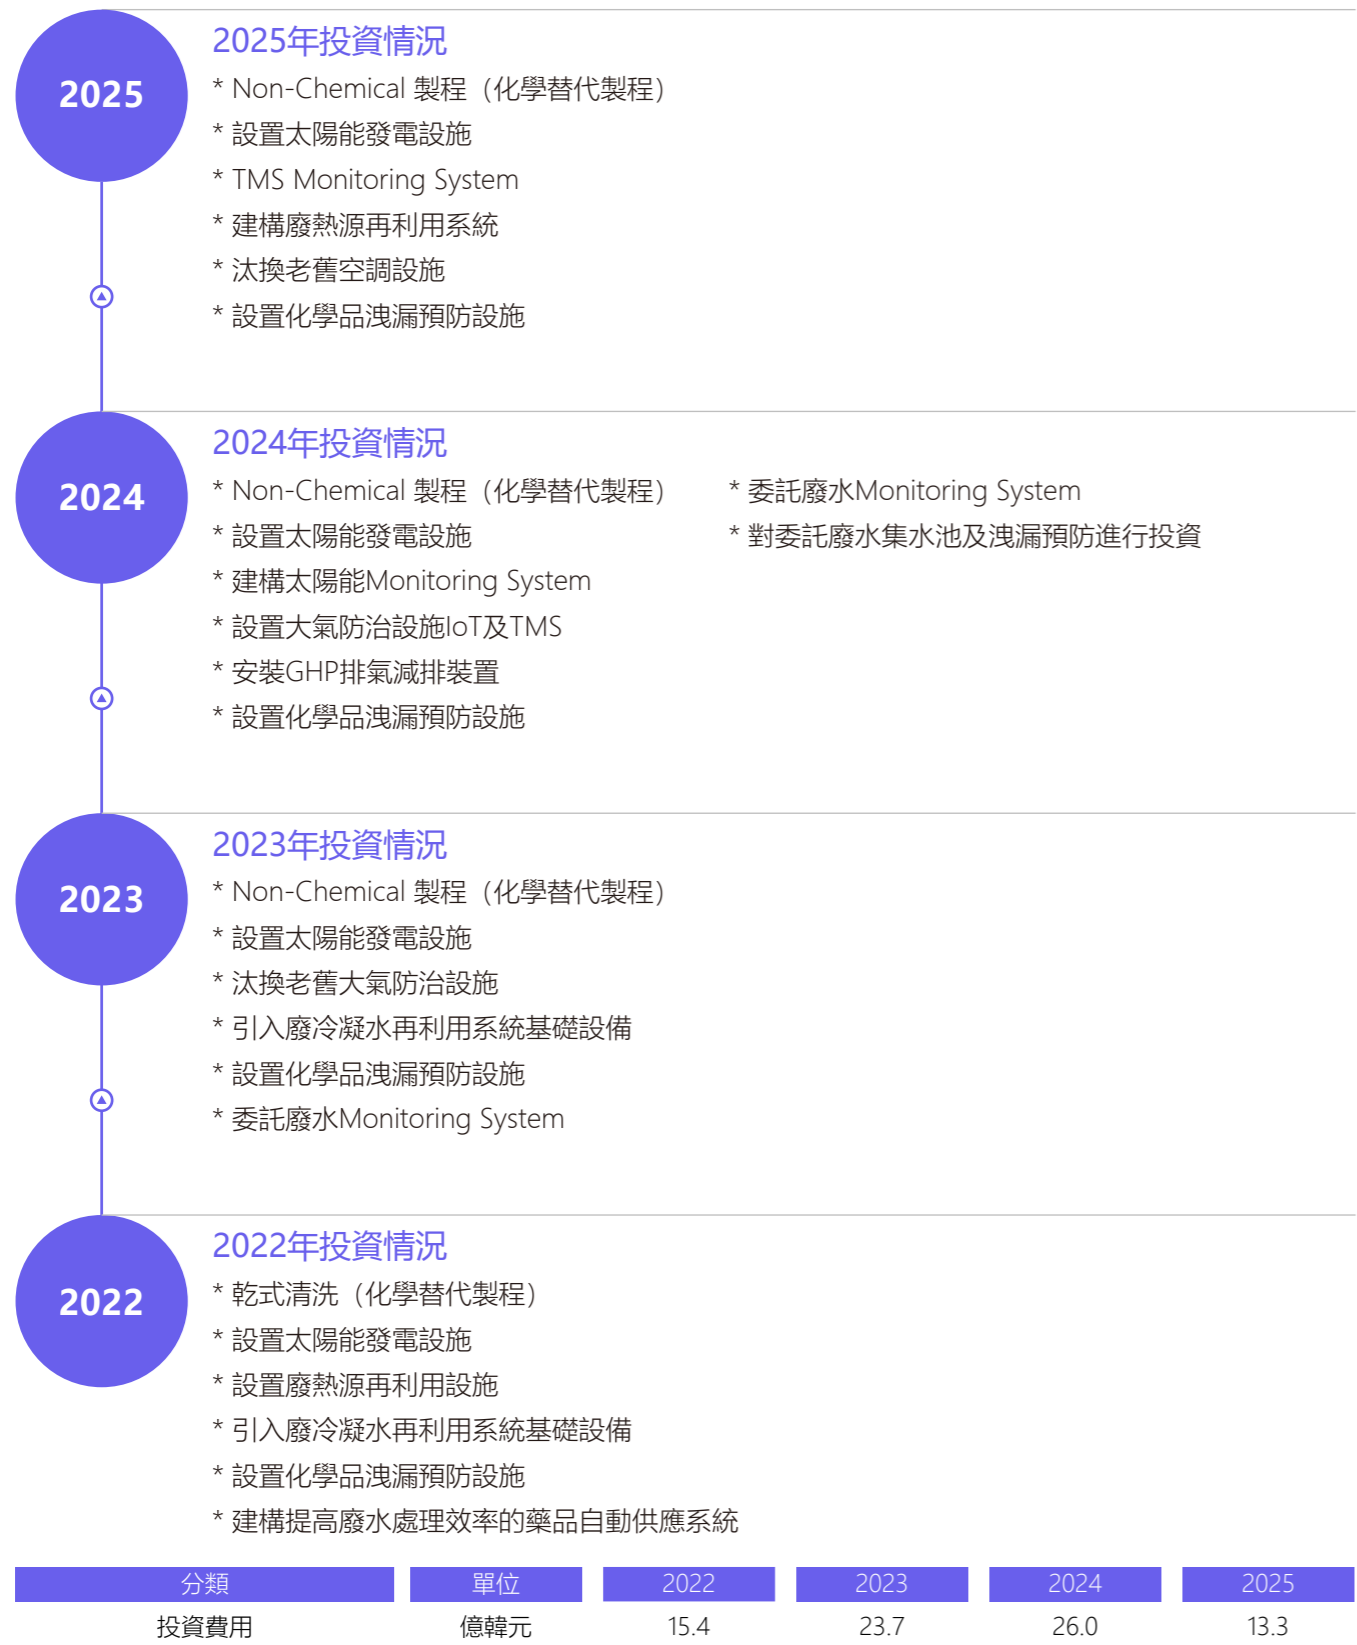 2025
2025年投資情況
* Non-Chemical 製程（化學替代製程）
* 設置太陽能發電設施
* TMS Monitoring System
* 建構廢熱源再利用系統
* 汰換老舊空調設施
* 設置化學品洩漏預防設施
2024
2024年投資情況
* Non-Chemical 製程（化學替代製程）
* 設置太陽能發電設施
* 建構太陽能Monitoring System
* 設置大氣防治設施IoT及TMS
* 安裝GHP排氣減排裝置
* 設置化學品洩漏預防設施
* 委託廢水Monitoring System
* 對委託廢水集水池及洩漏預防進行投資
2023
2023年投資情況
* Non-Chemical 製程（化學替代製程）
* 設置太陽能發電設施
* 汰換老舊大氣防治設施
* 引入廢冷凝水再利用系統基礎設備
* 設置化學品洩漏預防設施
* 委託廢水Monitoring System
2022
2022年投資情況
* 乾式清洗（化學替代製程）
* 設置太陽能發電設施
* 設置廢熱源再利用設施
* 引入廢冷凝水再利用系統基礎設備
* 設置化學品洩漏預防設施
* 建構提高廢水處理效率的藥品自動供應系統
分類 單位 2022 2023 2024 2025
投資費用 億韓元 15.4 23.7 26.0 13.3